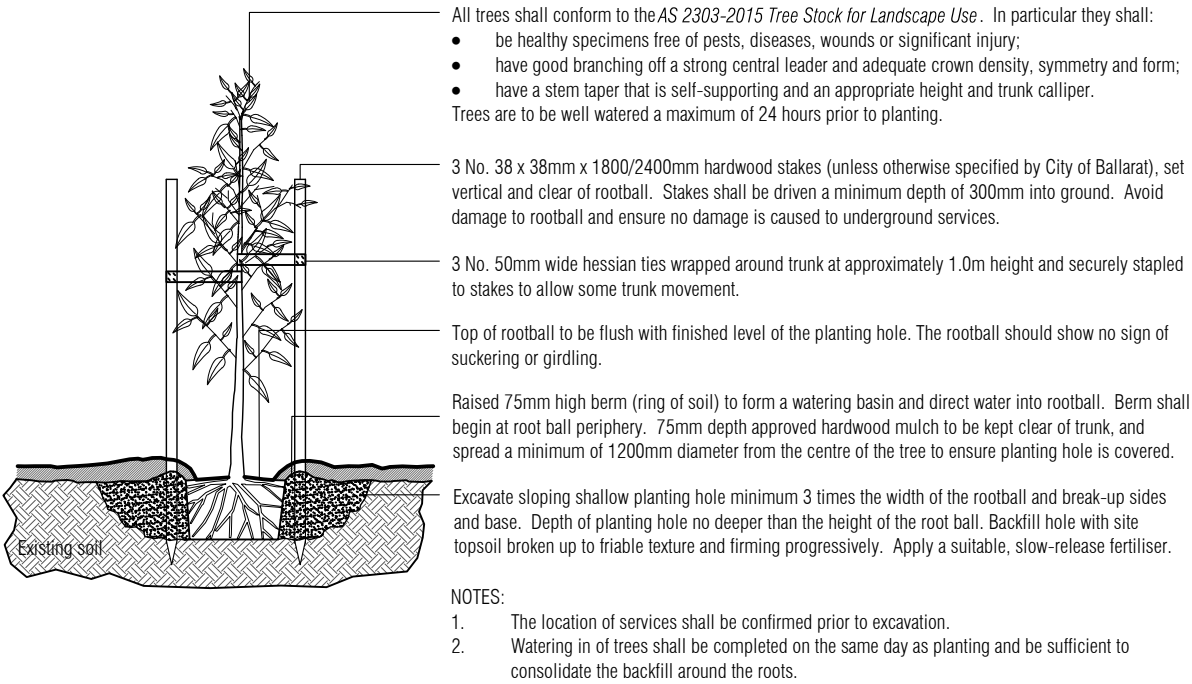 All trees shall conform to the AS 2303-2015 Tree Stock for Landscape Use. In particular they shall:
• be healthy specimens free of pests, diseases, wounds or significant injury;
• have good branching off a strong central leader and adequate crown density, symmetry and form;
• have a stem taper that is self-supporting and an appropriate height and trunk calliper.
Trees are to be well watered a maximum of 24 hours prior to planting.
3 No. 38 x 38mm x 1800/2400mm hardwood stakes (unless otherwise specified by City of Ballarat), set
vertical and clear of rootball. Stakes shall be driven a minimum depth of 300mm into ground. Avoid
damage to rootball and ensure no damage is caused to underground services.
3 No. 50mm wide hessian ties wrapped around trunk at approximately 1.0m height and securely stapled
to stakes to allow some trunk movement.
Top of rootball to be flush with finished level of the planting hole. The rootball should show no sign of
suckering or girdling.
Raised 75mm high berm (ring of soil) to form a watering basin and direct water into rootball. Berm shall
begin at root ball periphery. 75mm depth approved hardwood mulch to be kept clear of trunk, and
spread a minimum of 1200mm diameter from the centre of the tree to ensure planting hole is covered.
Excavate sloping shallow planting hole minimum 3 times the width of the rootball and break-up sides
and base. Depth of planting hole no deeper than the height of the root ball. Backfill hole with site
topsoil broken up to friable texture and firming progressively. Apply a suitable, slow-release fertiliser.
Existing soil
NOTES:
1. The location of services shall be confirmed prior to excavation.
2. Watering in of trees shall be completed on the same day as planting and be sufficient to
consolidate the backfill around the roots.